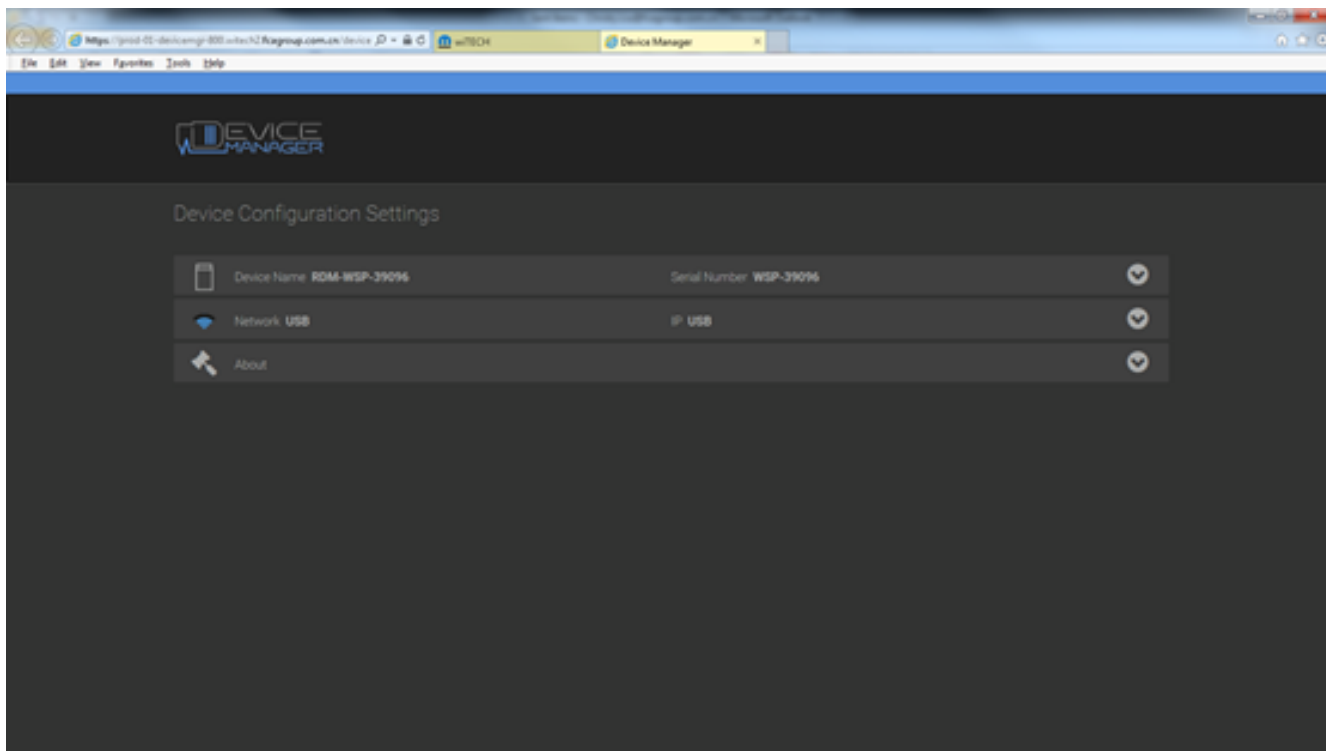 wiTECH
Device Manager
File Edit View Favorites Tools Help
DEVICE
MANAGER
Device Configuration Settings
Device Name RDM-WSP-39096 Serial Number WSP-39096
Network USB IP USB
About